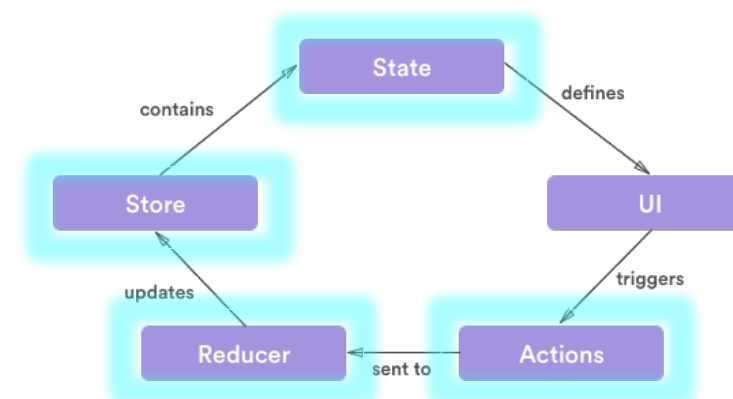 State
contains
defines
Store
UI
updates
triggers
Reducer
sent to
Actions